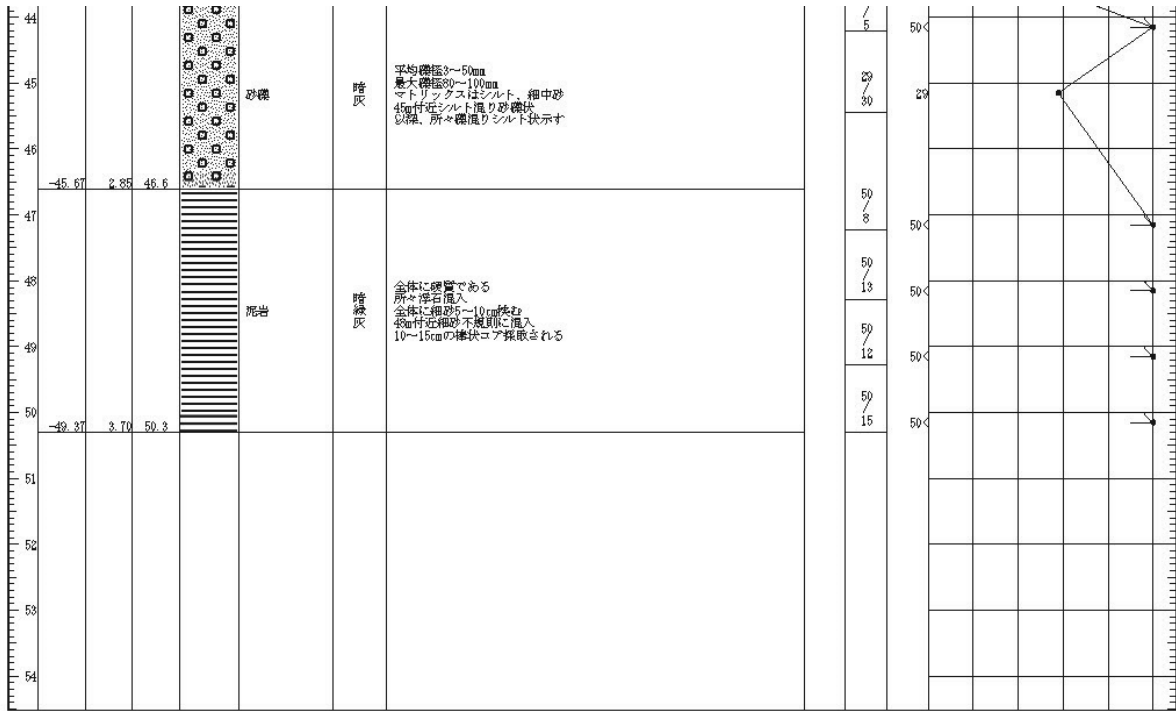 44
45
46
47
48
49
50
51
52
53
54
-45.67 2.85 46.6
-49.37 3.70 50.3
砂礫
暗灰
平均礫径3～50mm
最大礫径80～100mm
マトリックスはシルト、細中砂
45m付近シルト混り砂礫状
以深、所々礫混りシルト状示す
泥岩
暗緑灰
全体に硬質である
所々浮石混入
全体に細砂5～10cm挟む
48m付近細砂不規則に混入
10～15cmの棒状コア採取される
/
5
29
/
30
50
/
8
50
/
13
50
/
12
50
/
15
50<
29
50<
50<
50<
50<